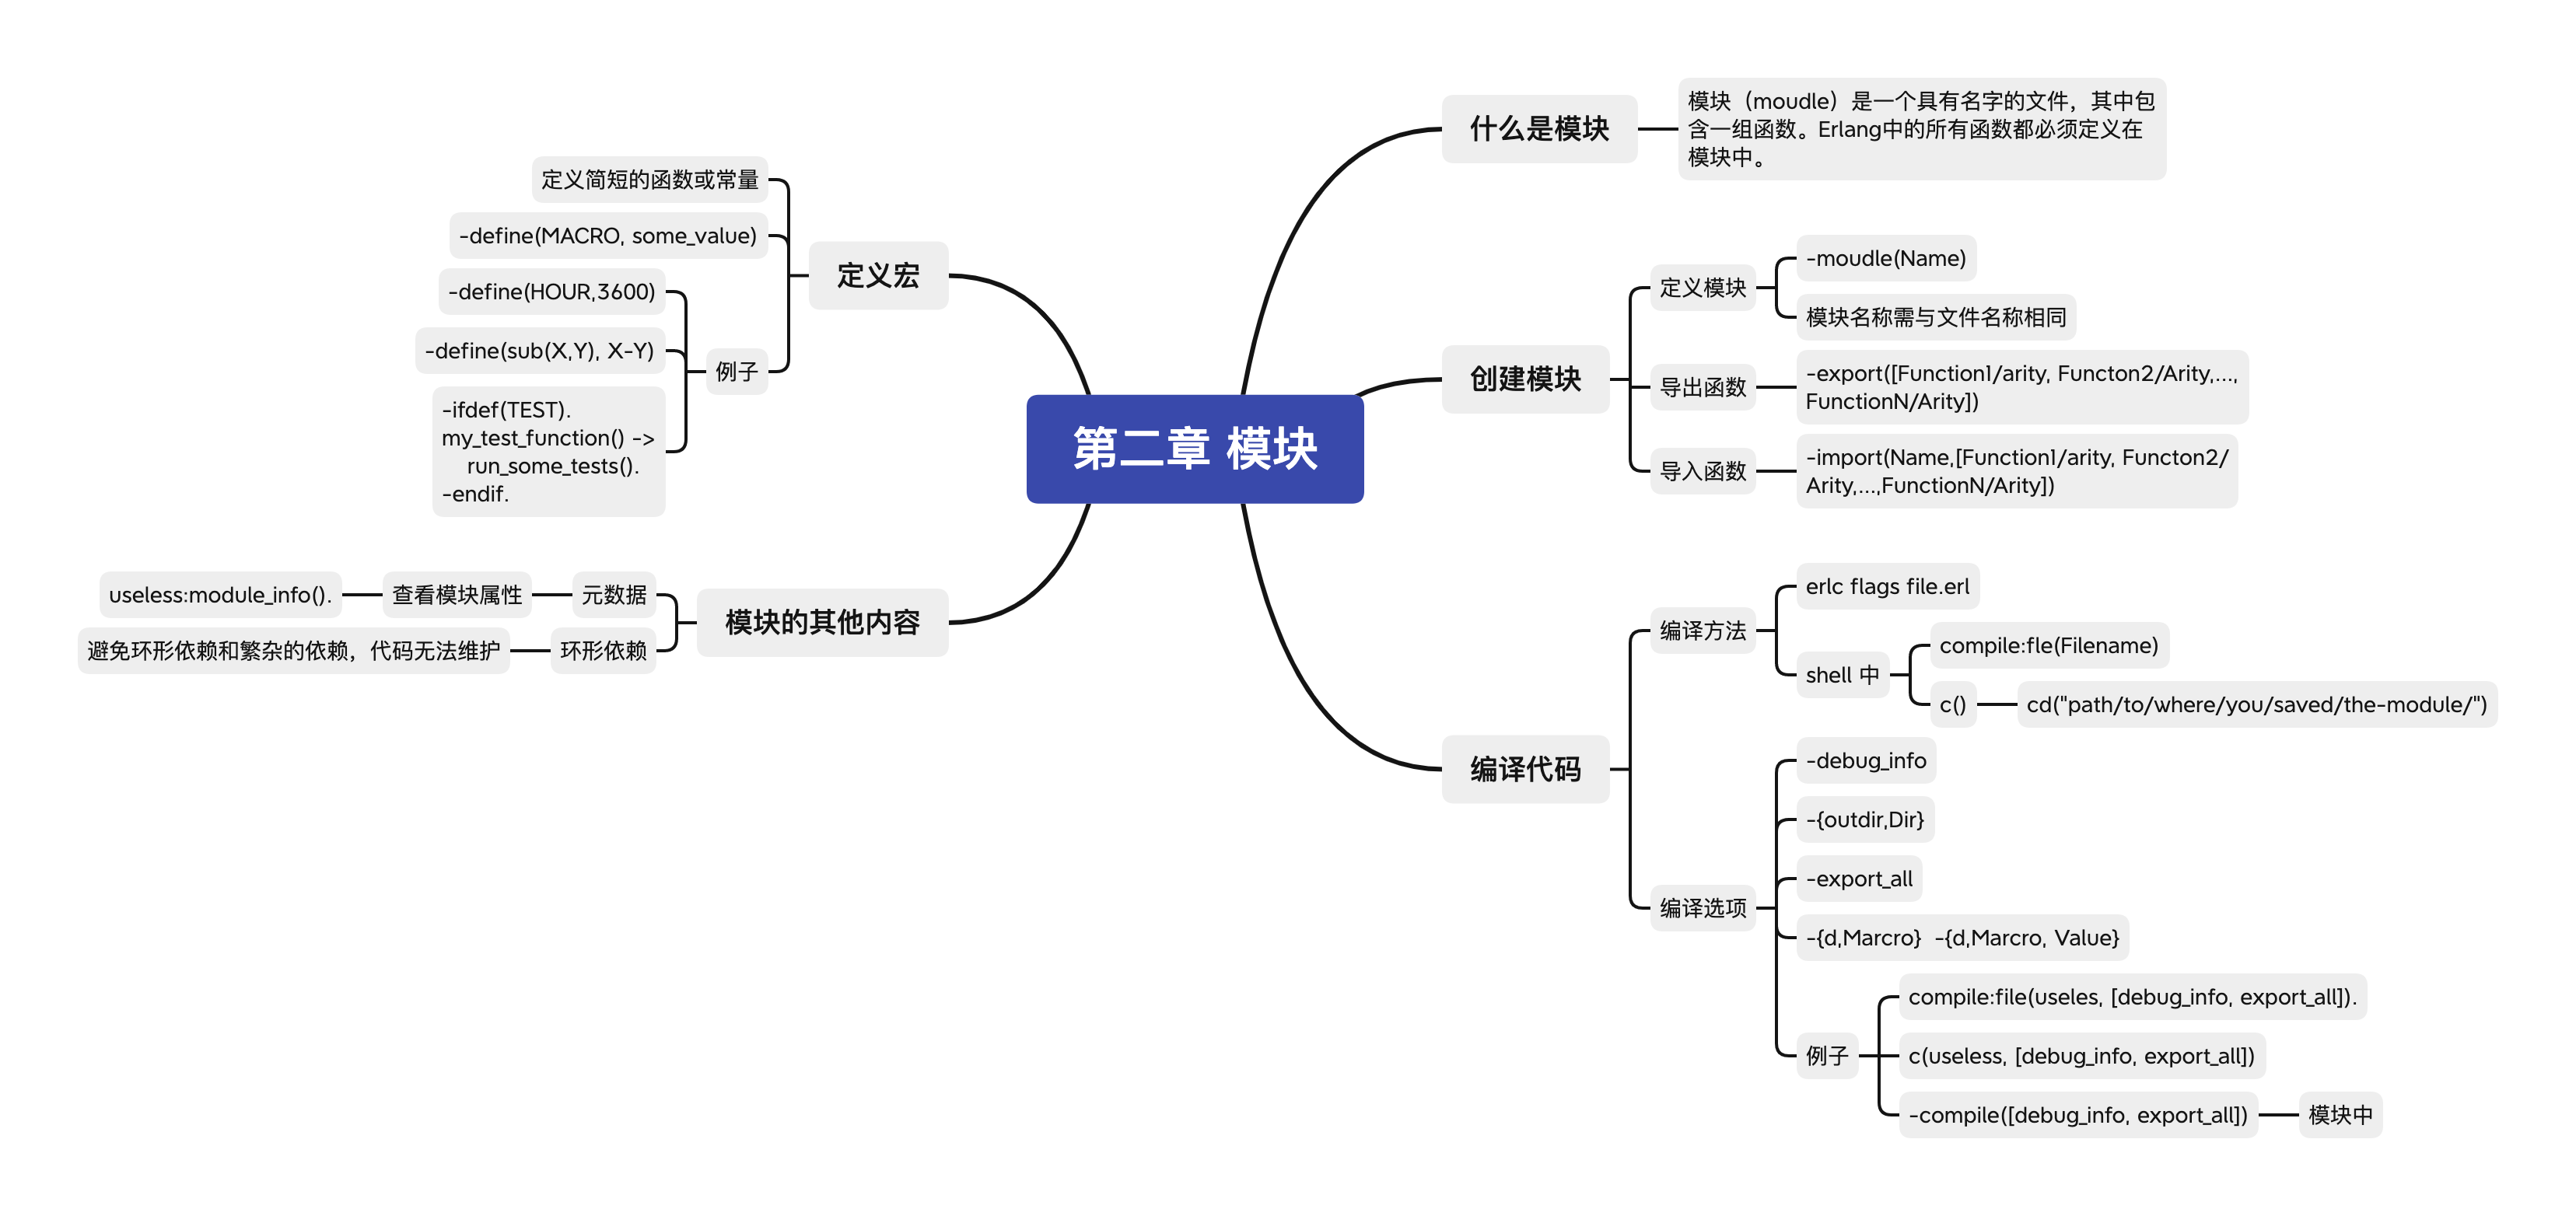 第二章 模块
什么是模块
模块（moudle）是一个具有名字的文件，其中包
含一组函数。Erlang中的所有函数都必须定义在
模块中。
创建模块
定义模块
-moudle(Name)
模块名称需与文件名称相同
导出函数
-export([Function1/arity, Functon2/Arity,...,
FunctionN/Arity])
导入函数
-import(Name,[Function1/arity, Functon2/
Arity,...,FunctionN/Arity])
编译代码
编译方法
erlc flags file.erl
shell 中
compile:fle(Filename)
c()
cd("path/to/where/you/saved/the-module/")
编译选项
-debug_info
-{outdir,Dir}
-export_all
-{d,Marcro}  -{d,Marcro, Value}
例子
compile:file(useles, [debug_info, export_all]).
c(useless, [debug_info, export_all])
-compile([debug_info, export_all])
模块中
定义宏
定义简短的函数或常量
-define(MACRO, some_value)
例子
-define(HOUR,3600)
-define(sub(X,Y), X-Y)
-ifdef(TEST).
my_test_function() ->
    run_some_tests().
-endif.
模块的其他内容
元数据
查看模块属性
useless:module_info().
环形依赖
避免环形依赖和繁杂的依赖，代码无法维护